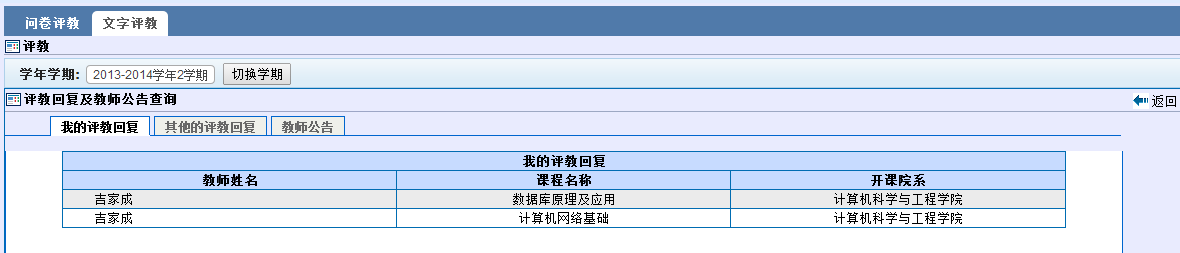 问卷评教 文字评教
评教
学年学期: 2013-2014学年2学期 切换学期
评教回复及教师公告查询 返回
我的评教回复 其他的评教回复 教师公告
我的评教回复
教师姓名 课程名称 开课院系
吉家成 数据库原理及应用 计算机科学与工程学院
吉家成 计算机网络基础 计算机科学与工程学院